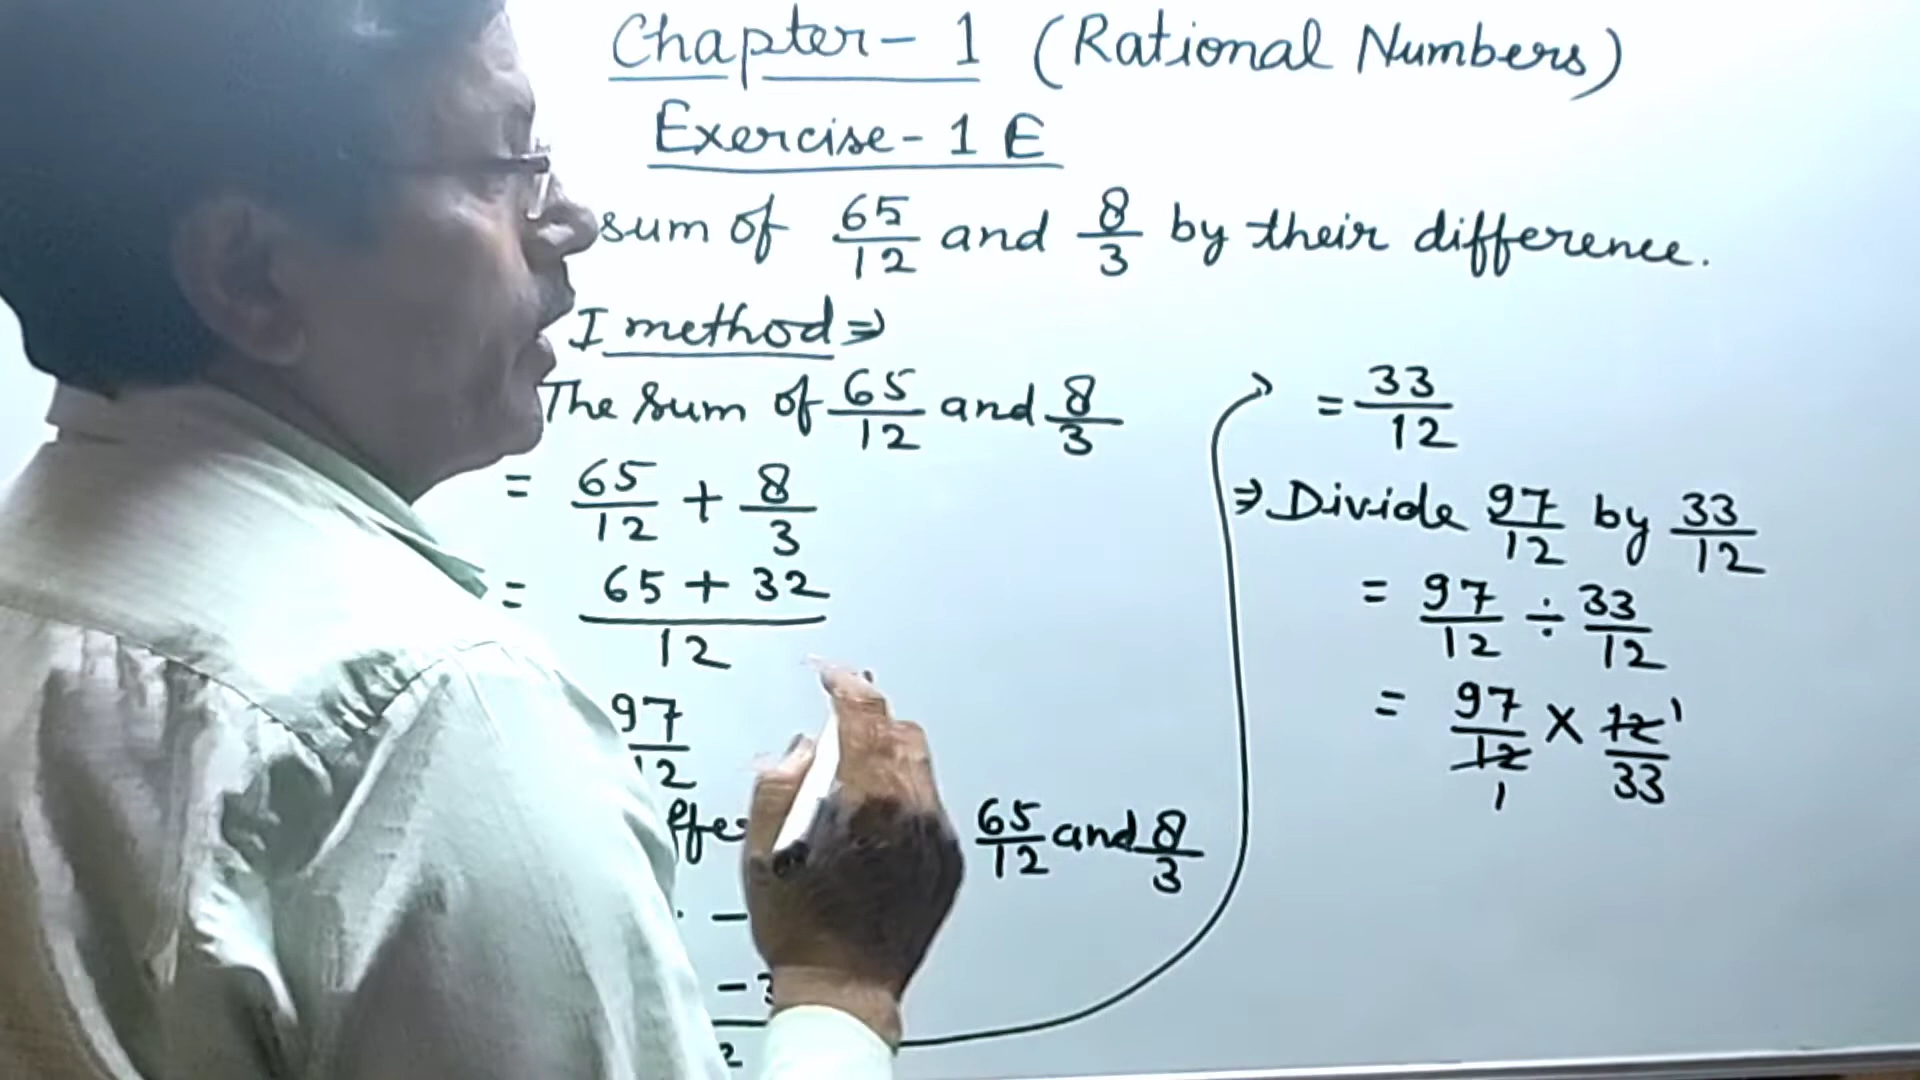 Chapter - 1 (Rational Numbers)
Exercise - 1 E
sum of 65/12 and 8/3 by their difference.
I method ⇒
The sum of 65/12 and 8/3
= 65/12 + 8/3
= 65 + 32 / 12
97/12
65/12 and 8/3
= 33/12
⇒ Divide 97/12 by 33/12
= 97/12 ÷ 33/12
= 97/12 1 × 12 1/33